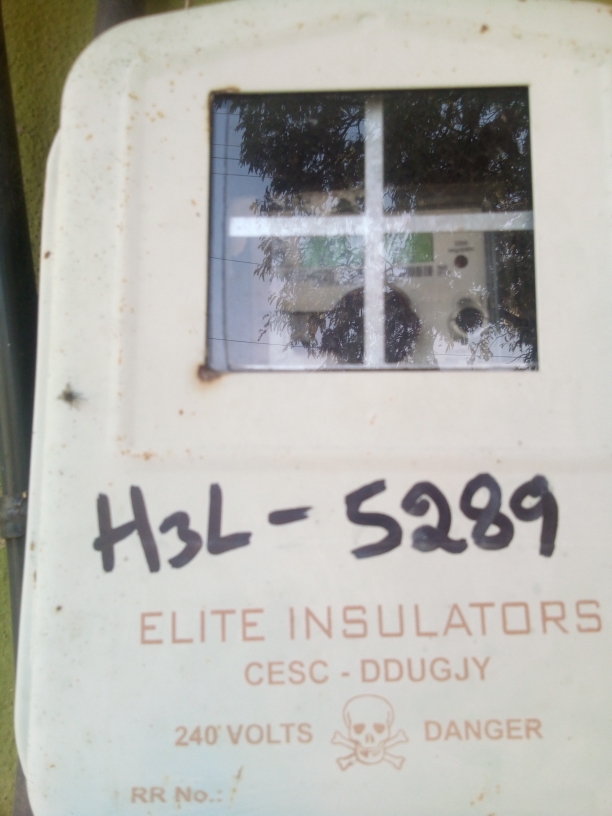 H3L - 5289
ELITE INSULATORS
CESC - DDUGJY
240 VOLTS DANGER
RR No.: